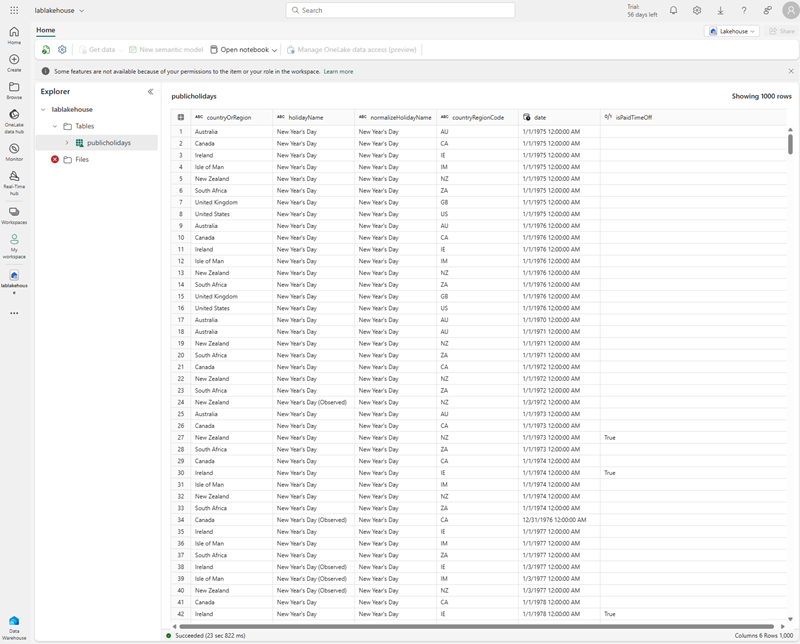 lablakehouse
Search
Trial:
56 days left
Home
Lakehouse
Share
Get data
New semantic model
Open notebook
Manage OneLake data access (preview)
Some features are not available because of your permissions to the item or your role in the workspace. Learn more
Home
Create
Browse
OneLake data hub
Monitor
Real-Time hub
Workspaces
My workspace
lablakehouse
Data Warehouse
Explorer
lablakehouse
Tables
publicholidays
Files
publicholidays
Showing 1000 rows
ABC countryOrRegion ABC holidayName ABC normalizeHolidayName ABC countryRegionCode date 0/1 isPaidTimeOff
1 Australia New Year's Day New Year's Day AU 1/1/1975 12:00:00 AM
2 Canada New Year's Day New Year's Day CA 1/1/1975 12:00:00 AM
3 Ireland New Year's Day New Year's Day IE 1/1/1975 12:00:00 AM
4 Isle of Man New Year's Day New Year's Day IM 1/1/1975 12:00:00 AM
5 New Zealand New Year's Day New Year's Day NZ 1/1/1975 12:00:00 AM
6 South Africa New Year's Day New Year's Day ZA 1/1/1975 12:00:00 AM
7 United Kingdom New Year's Day New Year's Day GB 1/1/1975 12:00:00 AM
8 United States New Year's Day New Year's Day US 1/1/1975 12:00:00 AM
9 Australia New Year's Day New Year's Day AU 1/1/1976 12:00:00 AM
10 Canada New Year's Day New Year's Day CA 1/1/1976 12:00:00 AM
11 Ireland New Year's Day New Year's Day IE 1/1/1976 12:00:00 AM
12 Isle of Man New Year's Day New Year's Day IM 1/1/1976 12:00:00 AM
13 New Zealand New Year's Day New Year's Day NZ 1/1/1976 12:00:00 AM
14 South Africa New Year's Day New Year's Day ZA 1/1/1976 12:00:00 AM
15 United Kingdom New Year's Day New Year's Day GB 1/1/1976 12:00:00 AM
16 United States New Year's Day New Year's Day US 1/1/1976 12:00:00 AM
17 Australia New Year's Day New Year's Day AU 1/1/1970 12:00:00 AM
18 Australia New Year's Day New Year's Day AU 1/1/1971 12:00:00 AM
19 New Zealand New Year's Day New Year's Day NZ 1/1/1971 12:00:00 AM
20 South Africa New Year's Day New Year's Day ZA 1/1/1971 12:00:00 AM
21 Canada New Year's Day New Year's Day CA 1/1/1972 12:00:00 AM
22 New Zealand New Year's Day New Year's Day NZ 1/1/1972 12:00:00 AM
23 South Africa New Year's Day New Year's Day ZA 1/1/1972 12:00:00 AM
24 New Zealand New Year's Day (Observed) New Year's Day NZ 1/3/1972 12:00:00 AM
25 Australia New Year's Day New Year's Day AU 1/1/1973 12:00:00 AM
26 Canada New Year's Day New Year's Day CA 1/1/1973 12:00:00 AM
27 New Zealand New Year's Day New Year's Day NZ 1/1/1973 12:00:00 AM True
28 South Africa New Year's Day New Year's Day ZA 1/1/1973 12:00:00 AM
29 Canada New Year's Day New Year's Day CA 1/1/1974 12:00:00 AM
30 Ireland New Year's Day New Year's Day IE 1/1/1974 12:00:00 AM True
31 Isle of Man New Year's Day New Year's Day IM 1/1/1974 12:00:00 AM
32 New Zealand New Year's Day New Year's Day NZ 1/1/1974 12:00:00 AM
33 South Africa New Year's Day New Year's Day ZA 1/1/1974 12:00:00 AM
34 Canada New Year's Day (Observed) New Year's Day CA 12/31/1976 12:00:00 AM
35 Ireland New Year's Day New Year's Day IE 1/1/1977 12:00:00 AM
36 Isle of Man New Year's Day New Year's Day IM 1/1/1977 12:00:00 AM
37 South Africa New Year's Day New Year's Day ZA 1/1/1977 12:00:00 AM
38 Ireland New Year's Day (Observed) New Year's Day IE 1/3/1977 12:00:00 AM
39 Isle of Man New Year's Day (Observed) New Year's Day IM 1/3/1977 12:00:00 AM
40 New Zealand New Year's Day (Observed) New Year's Day NZ 1/3/1977 12:00:00 AM
41 Canada New Year's Day New Year's Day CA 1/1/1978 12:00:00 AM
42 Ireland New Year's Day New Year's Day IE 1/1/1978 12:00:00 AM True
Succeeded (23 sec 822 ms)
Columns 6 Rows 1,000